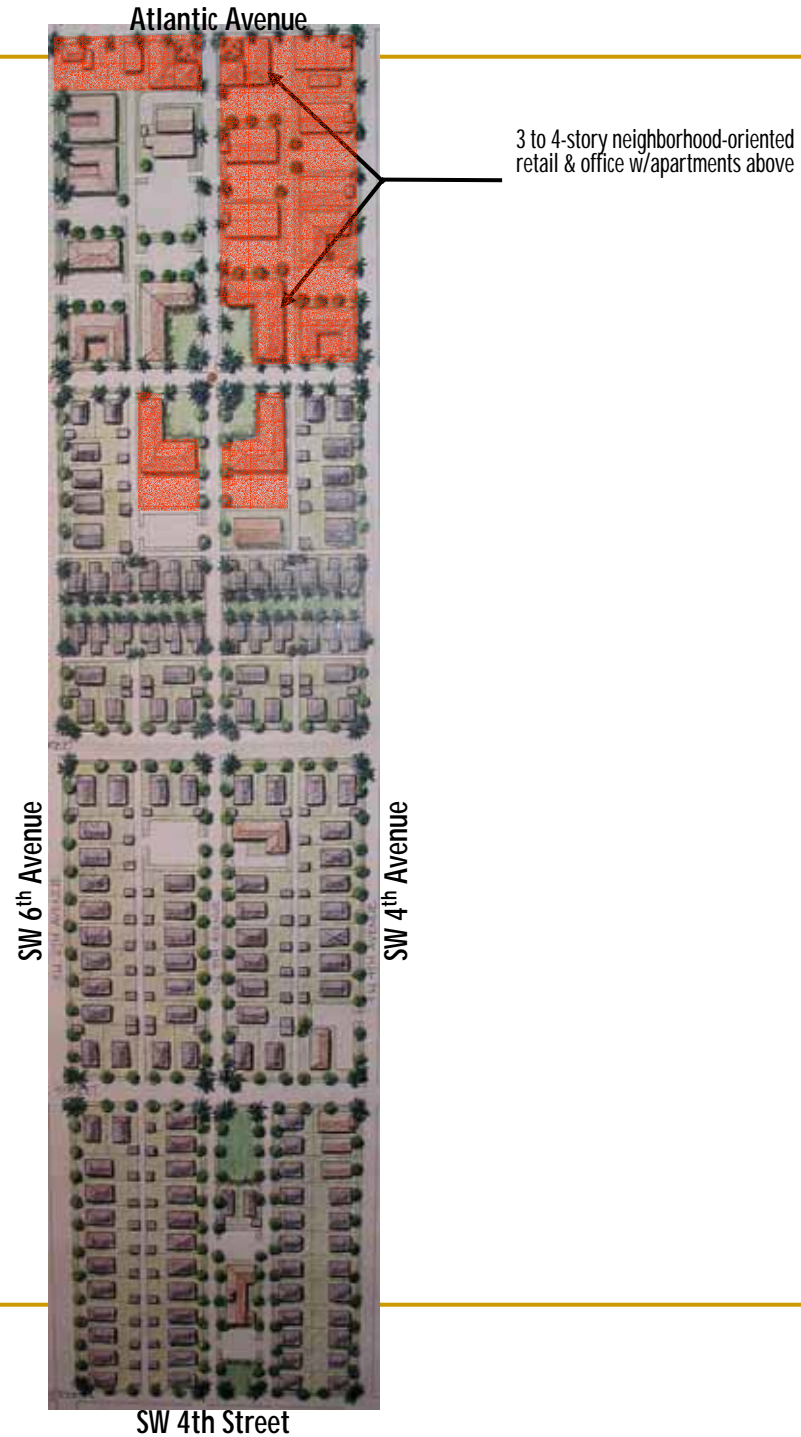 Atlantic Avenue
3 to 4-story neighborhood-oriented
retail & office w/apartments above
SW 6th Avenue
SW 4th Avenue
SW 4th Street